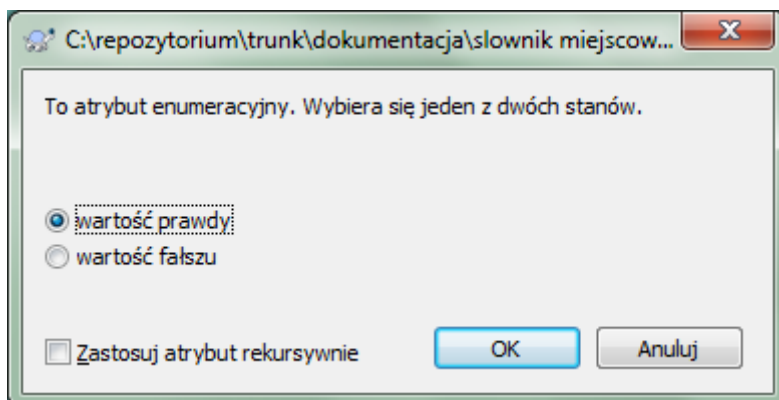 C:\repozytorium\trunk\dokumentacja\slownik miejscow...
To atrybut enumeracyjny. Wybiera się jeden z dwóch stanów.
wartość prawdy
wartość fałszu
Zastosuj atrybut rekursywnie
OK
Anuluj